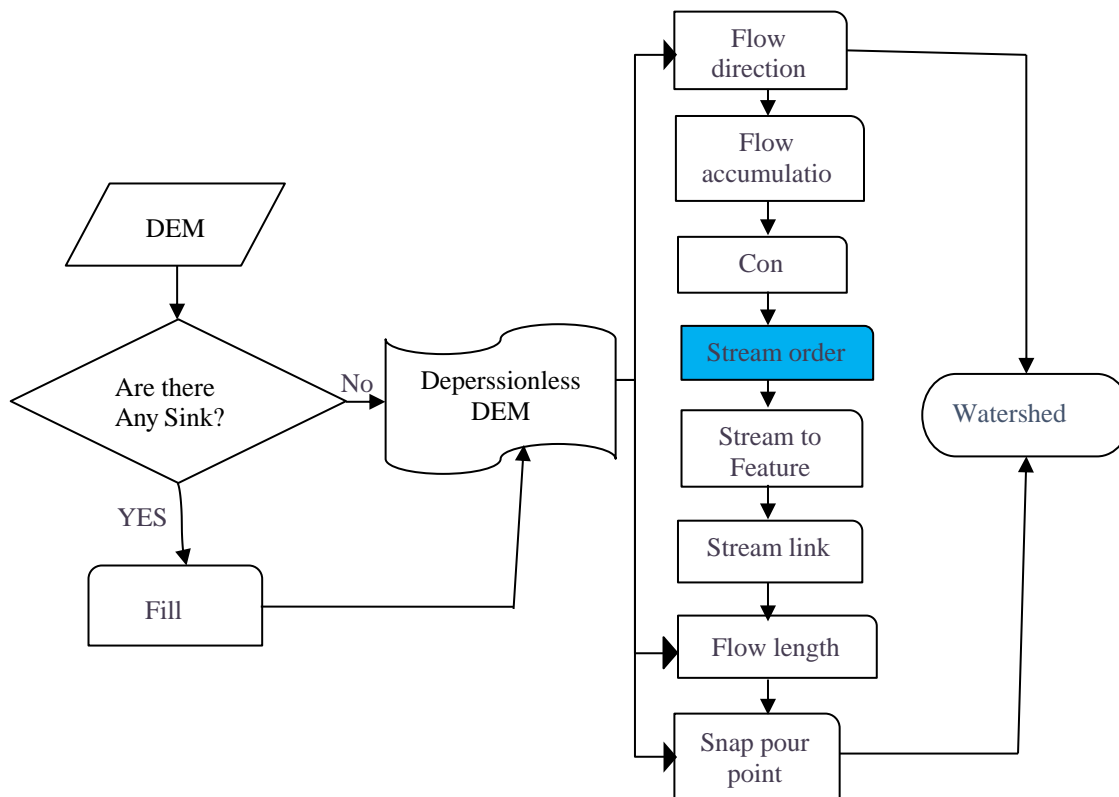 DEM
Are there
Any Sink?
No
YES
Fill
Deperssionless
DEM
Flow
direction
Flow
accumulatio
Con
Stream order
Stream to
Feature
Stream link
Flow length
Snap pour
point
Watershed